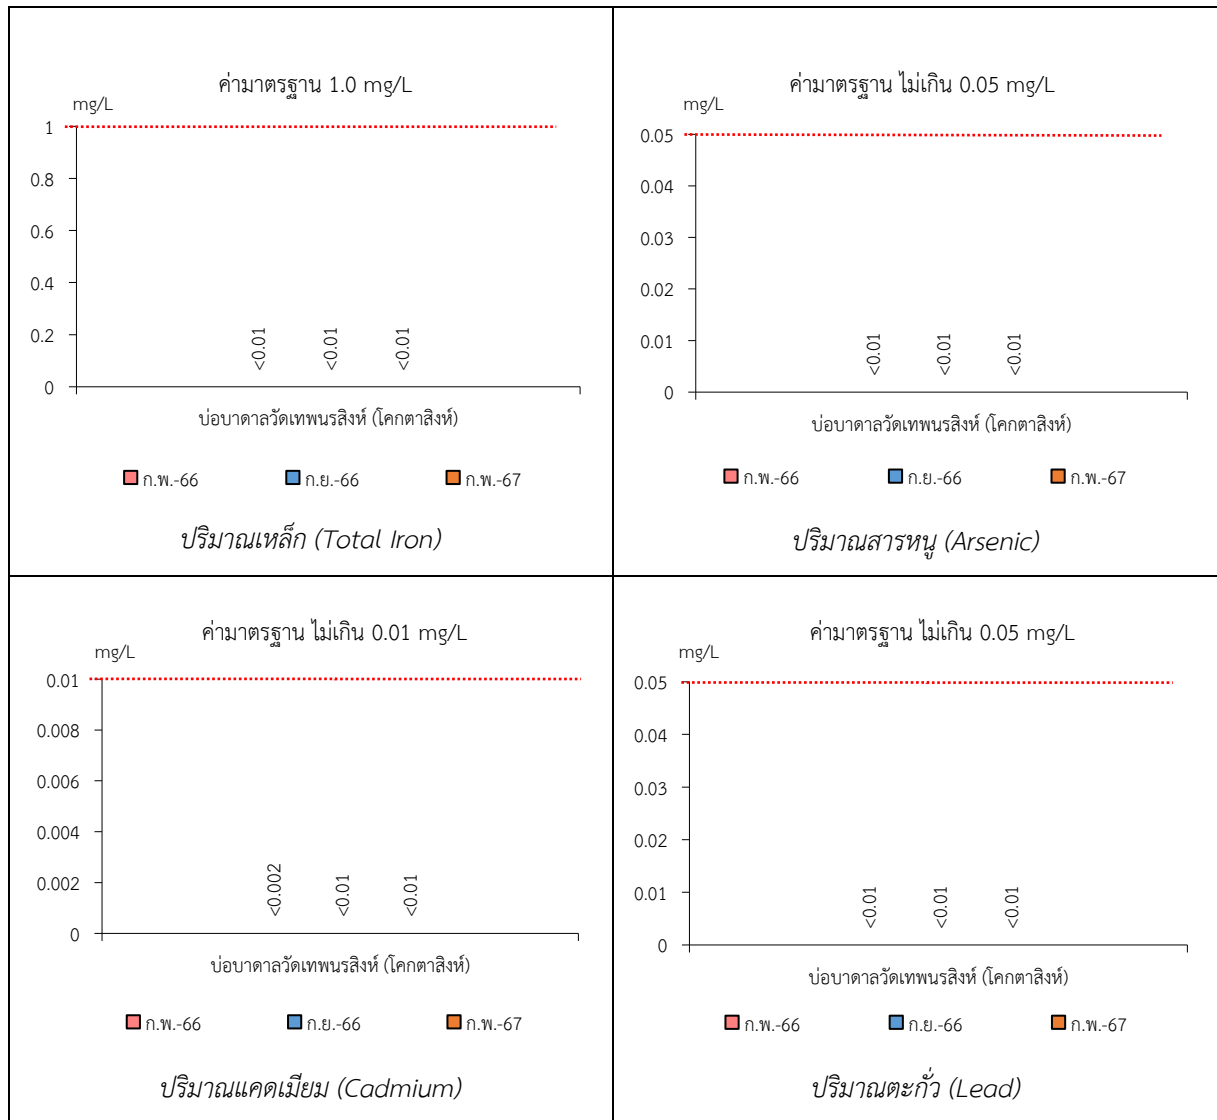 ค่ามาตรฐาน 1.0 mg/L
mg/L
1
0.8
0.6
0.4
0.2
0
<0.01
<0.01
<0.01
บ่อบาดาลวัดเทพนรสิงห์ (โคกตาสิงห์)
ก.พ.-66 ก.ย.-66 ก.พ.-67
ปริมาณเหล็ก (Total Iron)
ค่ามาตรฐาน ไม่เกิน 0.05 mg/L
mg/L
0.05
0.04
0.03
0.02
0.01
0
<0.01
<0.01
<0.01
บ่อบาดาลวัดเทพนรสิงห์ (โคกตาสิงห์)
ก.พ.-66 ก.ย.-66 ก.พ.-67
ปริมาณสารหนู (Arsenic)
ค่ามาตรฐาน ไม่เกิน 0.01 mg/L
mg/L
0.01
0.008
0.006
0.004
0.002
0
<0.002
<0.01
<0.01
บ่อบาดาลวัดเทพนรสิงห์ (โคกตาสิงห์)
ก.พ.-66 ก.ย.-66 ก.พ.-67
ปริมาณแคดเมียม (Cadmium)
ค่ามาตรฐาน ไม่เกิน 0.05 mg/L
mg/L
0.05
0.04
0.03
0.02
0.01
0
<0.01
<0.01
<0.01
บ่อบาดาลวัดเทพนรสิงห์ (โคกตาสิงห์)
ก.พ.-66 ก.ย.-66 ก.พ.-67
ปริมาณตะกั่ว (Lead)